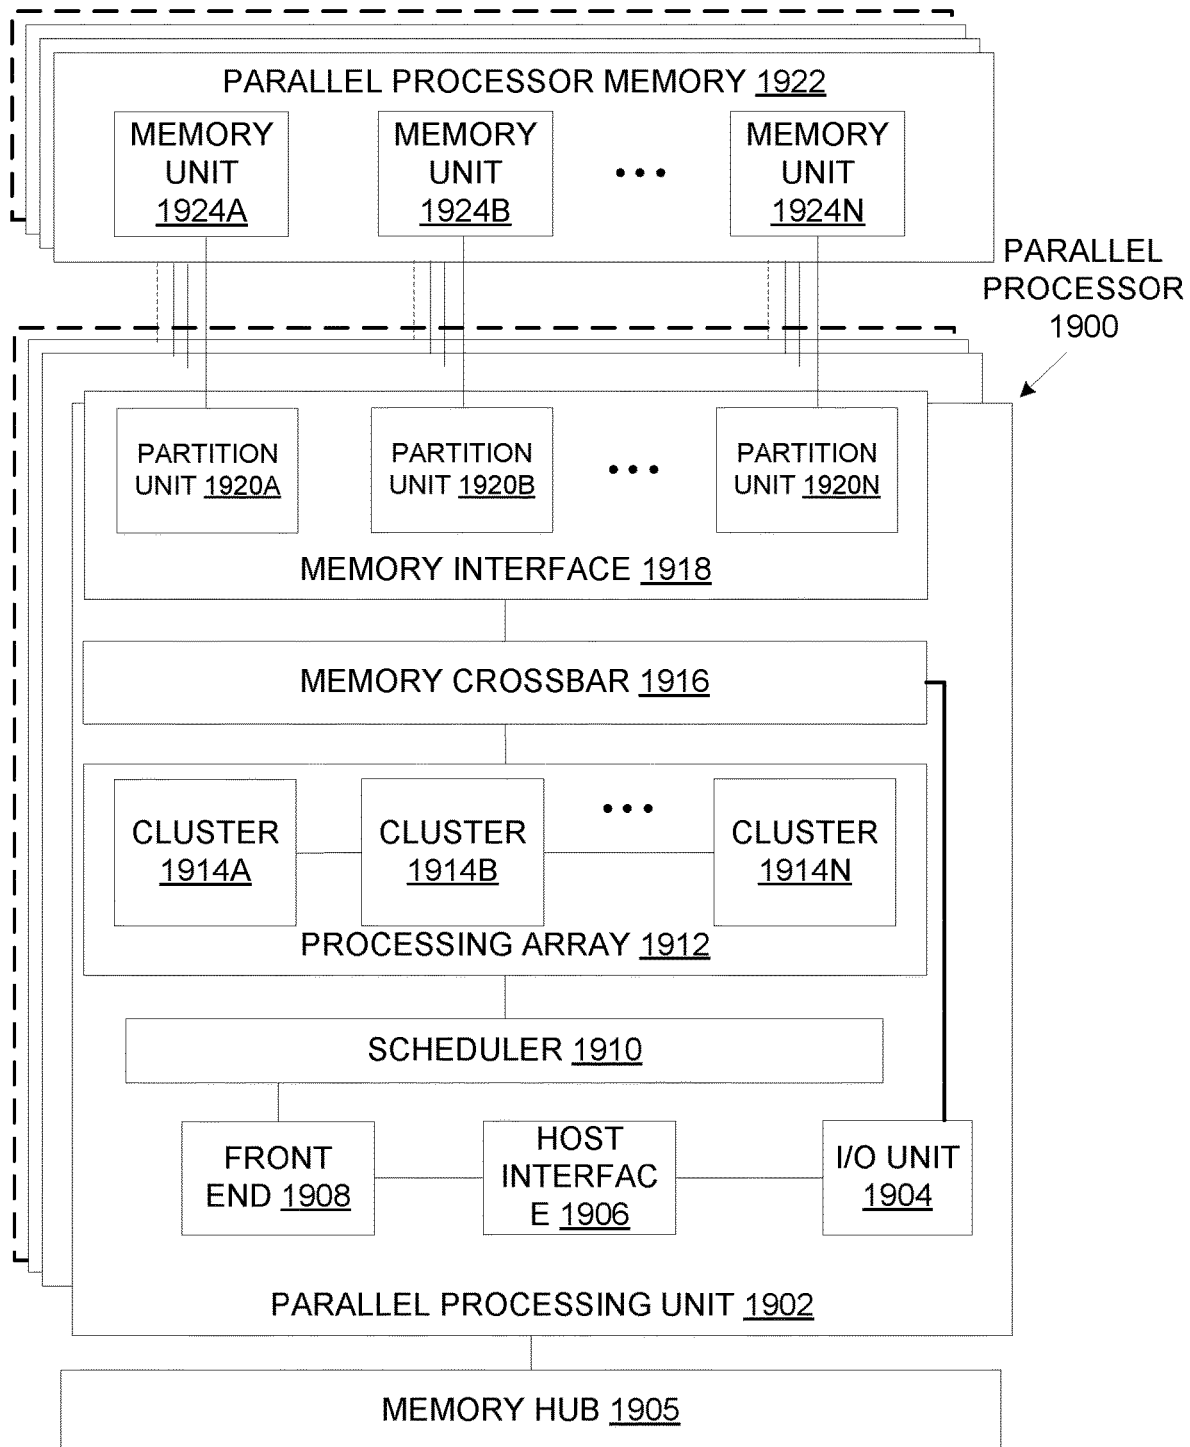 PARALLEL PROCESSOR MEMORY 1922
MEMORY
UNIT
1924A
MEMORY
UNIT
1924B
MEMORY
UNIT
1924N
PARALLEL
PROCESSOR
1900
PARTITION
UNIT 1920A
PARTITION
UNIT 1920B
PARTITION
UNIT 1920N
MEMORY INTERFACE 1918
MEMORY CROSSBAR 1916
CLUSTER
1914A
CLUSTER
1914B
CLUSTER
1914N
PROCESSING ARRAY 1912
SCHEDULER 1910
FRONT
END 1908
HOST
INTERFAC
E 1906
I/O UNIT
1904
PARALLEL PROCESSING UNIT 1902
MEMORY HUB 1905